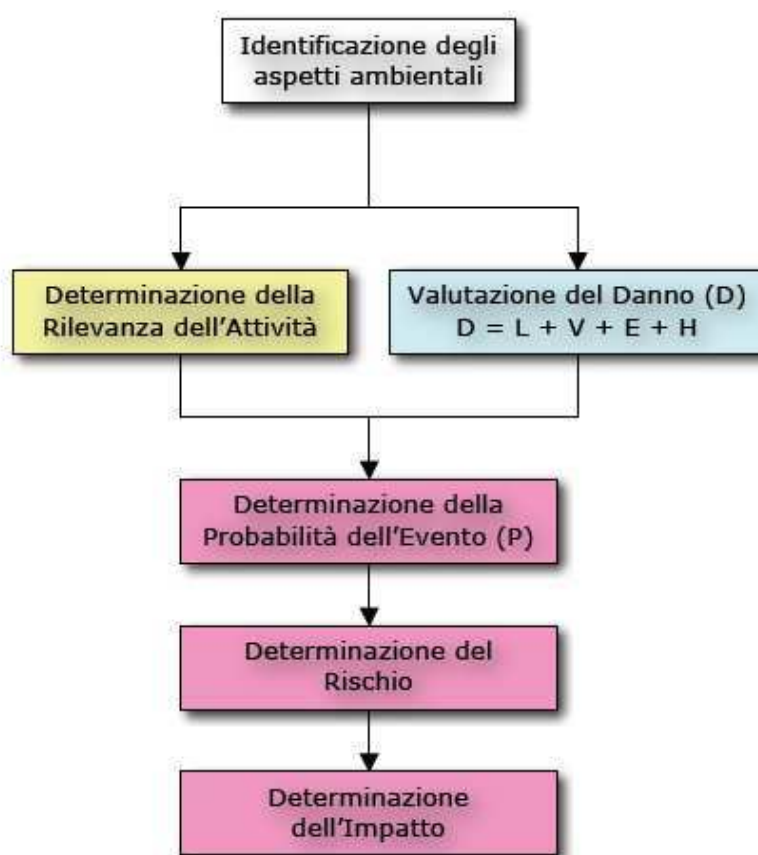 Identificazione degli
aspetti ambientali
Determinazione della
Rilevanza dell'Attività
Valutazione del Danno (D)
D = L + V + E + H
Determinazione della
Probabilità dell'Evento (P)
Determinazione del
Rischio
Determinazione
dell'Impatto